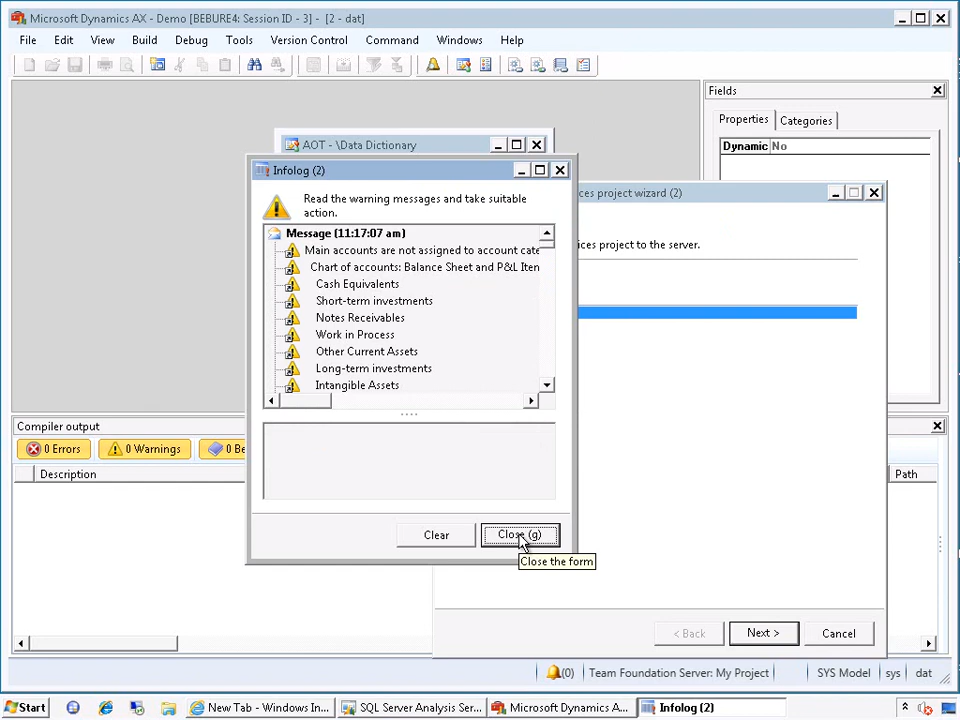 Microsoft Dynamics AX - Demo [BEBURE4: Session ID - 3] - [2 - dat]
File Edit View Build Debug Tools Version Control Command Windows Help
Fields
Properties Categories
Dynamic No
AOT - \Data Dictionary
ices project wizard (2)
ices project to the server.
Infolog (2)
Read the warning messages and take suitable
action.
Message (11:17:07 am)
Main accounts are not assigned to account cate
Chart of accounts: Balance Sheet and P&L Iten
Cash Equivalents
Short-term investments
Notes Receivables
Work in Process
Other Current Assets
Long-term investments
Intangible Assets
Clear Close (g)
Close the form
Compiler output
0 Errors 0 Warnings 0 Be
Description Path
< Back Next > Cancel
(0) Team Foundation Server: My Project SYS Model sys dat
Start New Tab - Windows In... SQL Server Analysis Ser... Microsoft Dynamics A... Infolog (2)